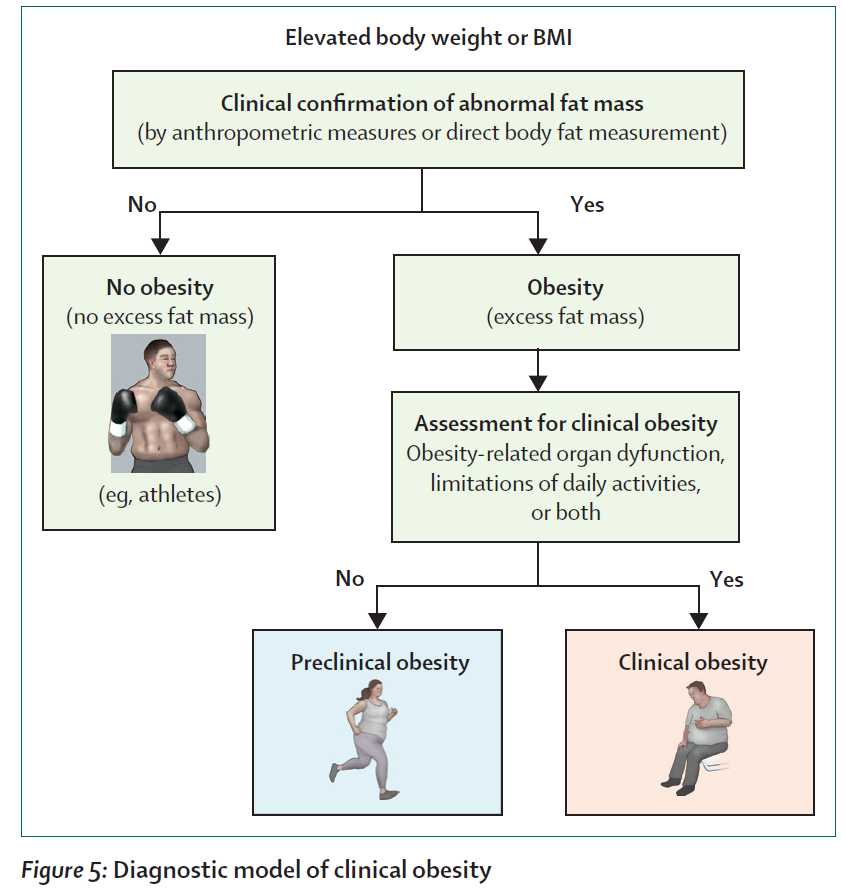 Elevated body weight or BMI
Clinical confirmation of abnormal fat mass
(by anthropometric measures or direct body fat measurement)
No
Yes
No obesity
(no excess fat mass)
(eg, athletes)
Obesity
(excess fat mass)
Assessment for clinical obesity
Obesity-related organ dyfunction,
limitations of daily activities,
or both
No
Yes
Preclinical obesity
Clinical obesity
Figure 5: Diagnostic model of clinical obesity